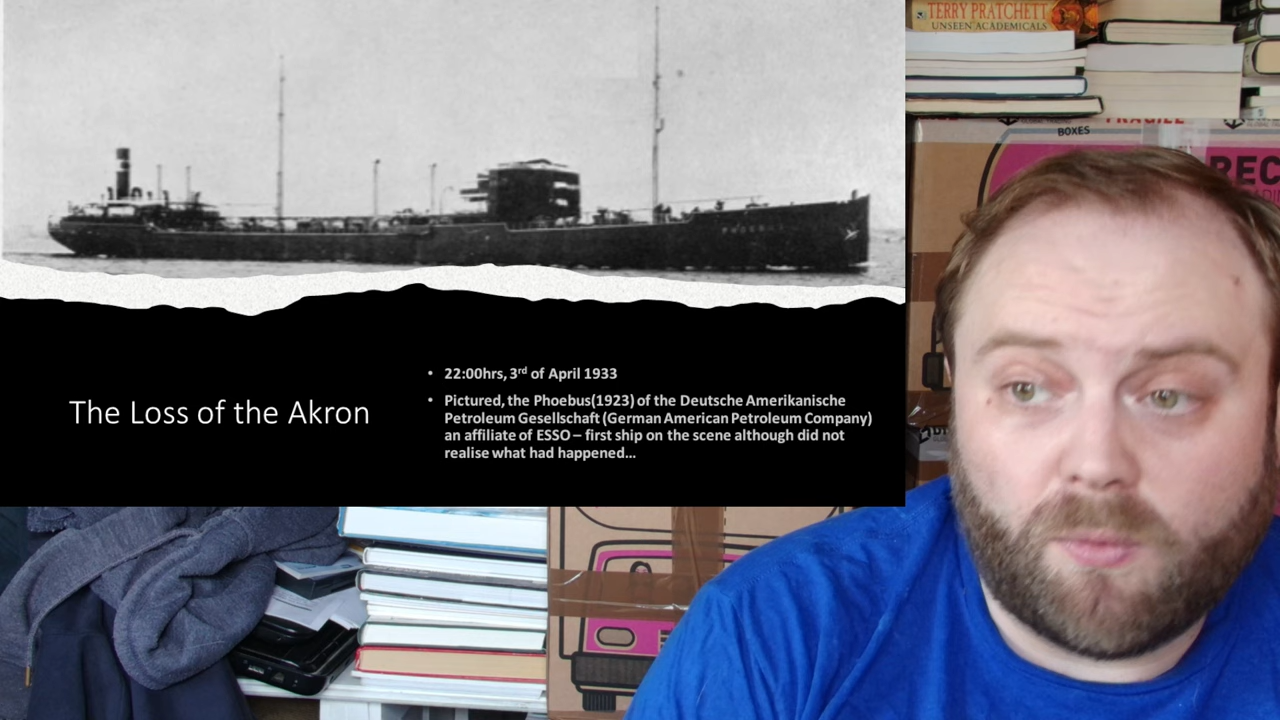 TERRY PRATCHETT
UNSEEN ACADEMICALS
FRAGILE
BOXES
REC
The Loss of the Akron
• 22:00hrs, 3rd of April 1933
• Pictured, the Phoebus(1923) of the Deutsche Amerikanische
Petroleum Gesellschaft (German American Petroleum Company)
an affiliate of ESSO – first ship on the scene although did not
realise what had happened...